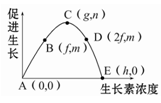 促进生长
C (g,n)
B (f,m)
D (2f,m)
A (0,0)
E (h,0)
生长素浓度